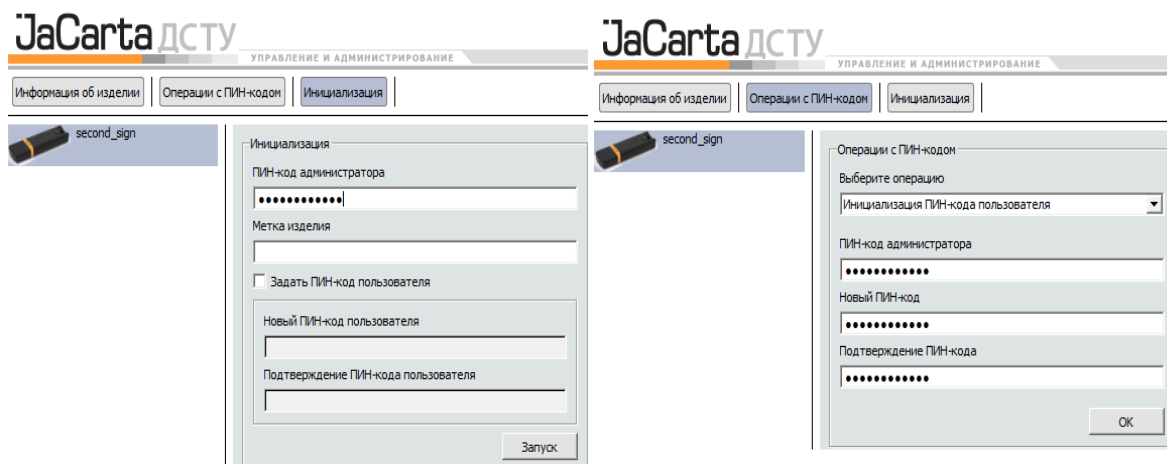 JaCarta ДСТУ
УПРАВЛЕНИЕ И АДМИНИСТРИРОВАНИЕ
Информация об изделии
Операции с ПИН-кодом
Инициализация
second_sign
Инициализация
ПИН-код администратора
••••••••••••
Метка изделия
Задать ПИН-код пользователя
Новый ПИН-код пользователя
Подтверждение ПИН-кода пользователя
Запуск
JaCarta ДСТУ
УПРАВЛЕНИЕ И АДМИНИСТРИРОВАНИЕ
Информация об изделии
Операции с ПИН-кодом
Инициализация
second_sign
Операции с ПИН-кодом
Выберите операцию
Инициализация ПИН-кода пользователя
ПИН-код администратора
••••••••••••
Новый ПИН-код
••••••••••••
Подтверждение ПИН-кода
••••••••••••
ОК